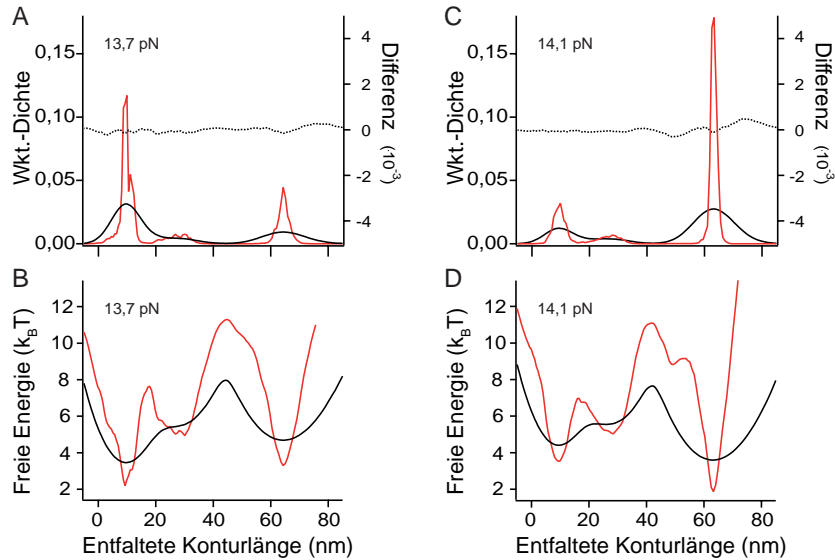 A
13,7 pN
0,15
0,10
0,05
0,00
Wkt.-Dichte
4
2
0
-2
-4
Differenz
(·10⁻³)
C
14,1 pN
0,15
0,10
0,05
0,00
Wkt.-Dichte
4
2
0
-2
-4
Differenz
(·10⁻³)
B
13,7 pN
12
10
8
6
4
2
Freie Energie (k_BT)
0 20 40 60 80
Entfaltete Konturlänge (nm)
D
14,1 pN
12
10
8
6
4
2
Freie Energie (k_BT)
0 20 40 60 80
Entfaltete Konturlänge (nm)